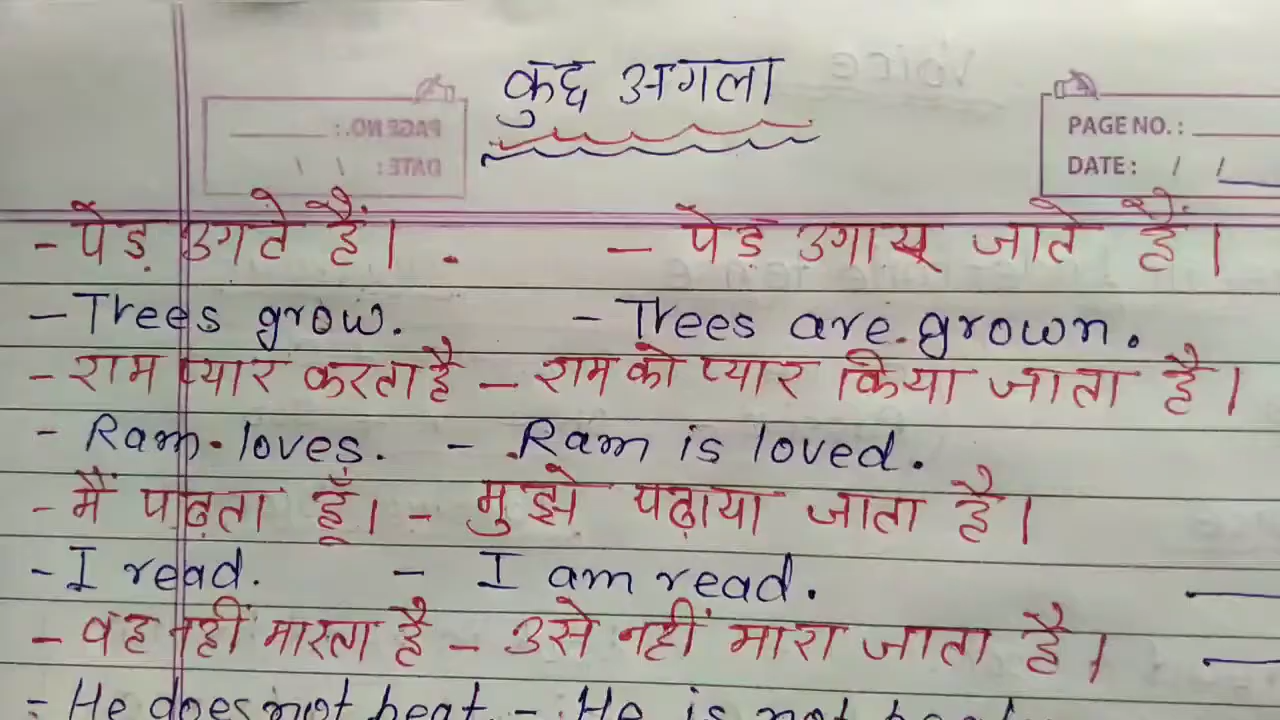 कुछ अगला
PAGE NO. :
DATE : / /
- पेड़ उगते हैं। . - पेड़ उगाए जाते हैं।
- Trees grow. - Trees are grown.
- राम प्यार करता है - राम को प्यार किया जाता है।
- Ram loves. - Ram is loved.
- मैं पढ़ता हूँ। - मुझे पढ़ाया जाता है।
- I read. - I am read.
- वह नहीं मारता है - उसे नहीं मारा जाता है।
- He does not beat. - He is not